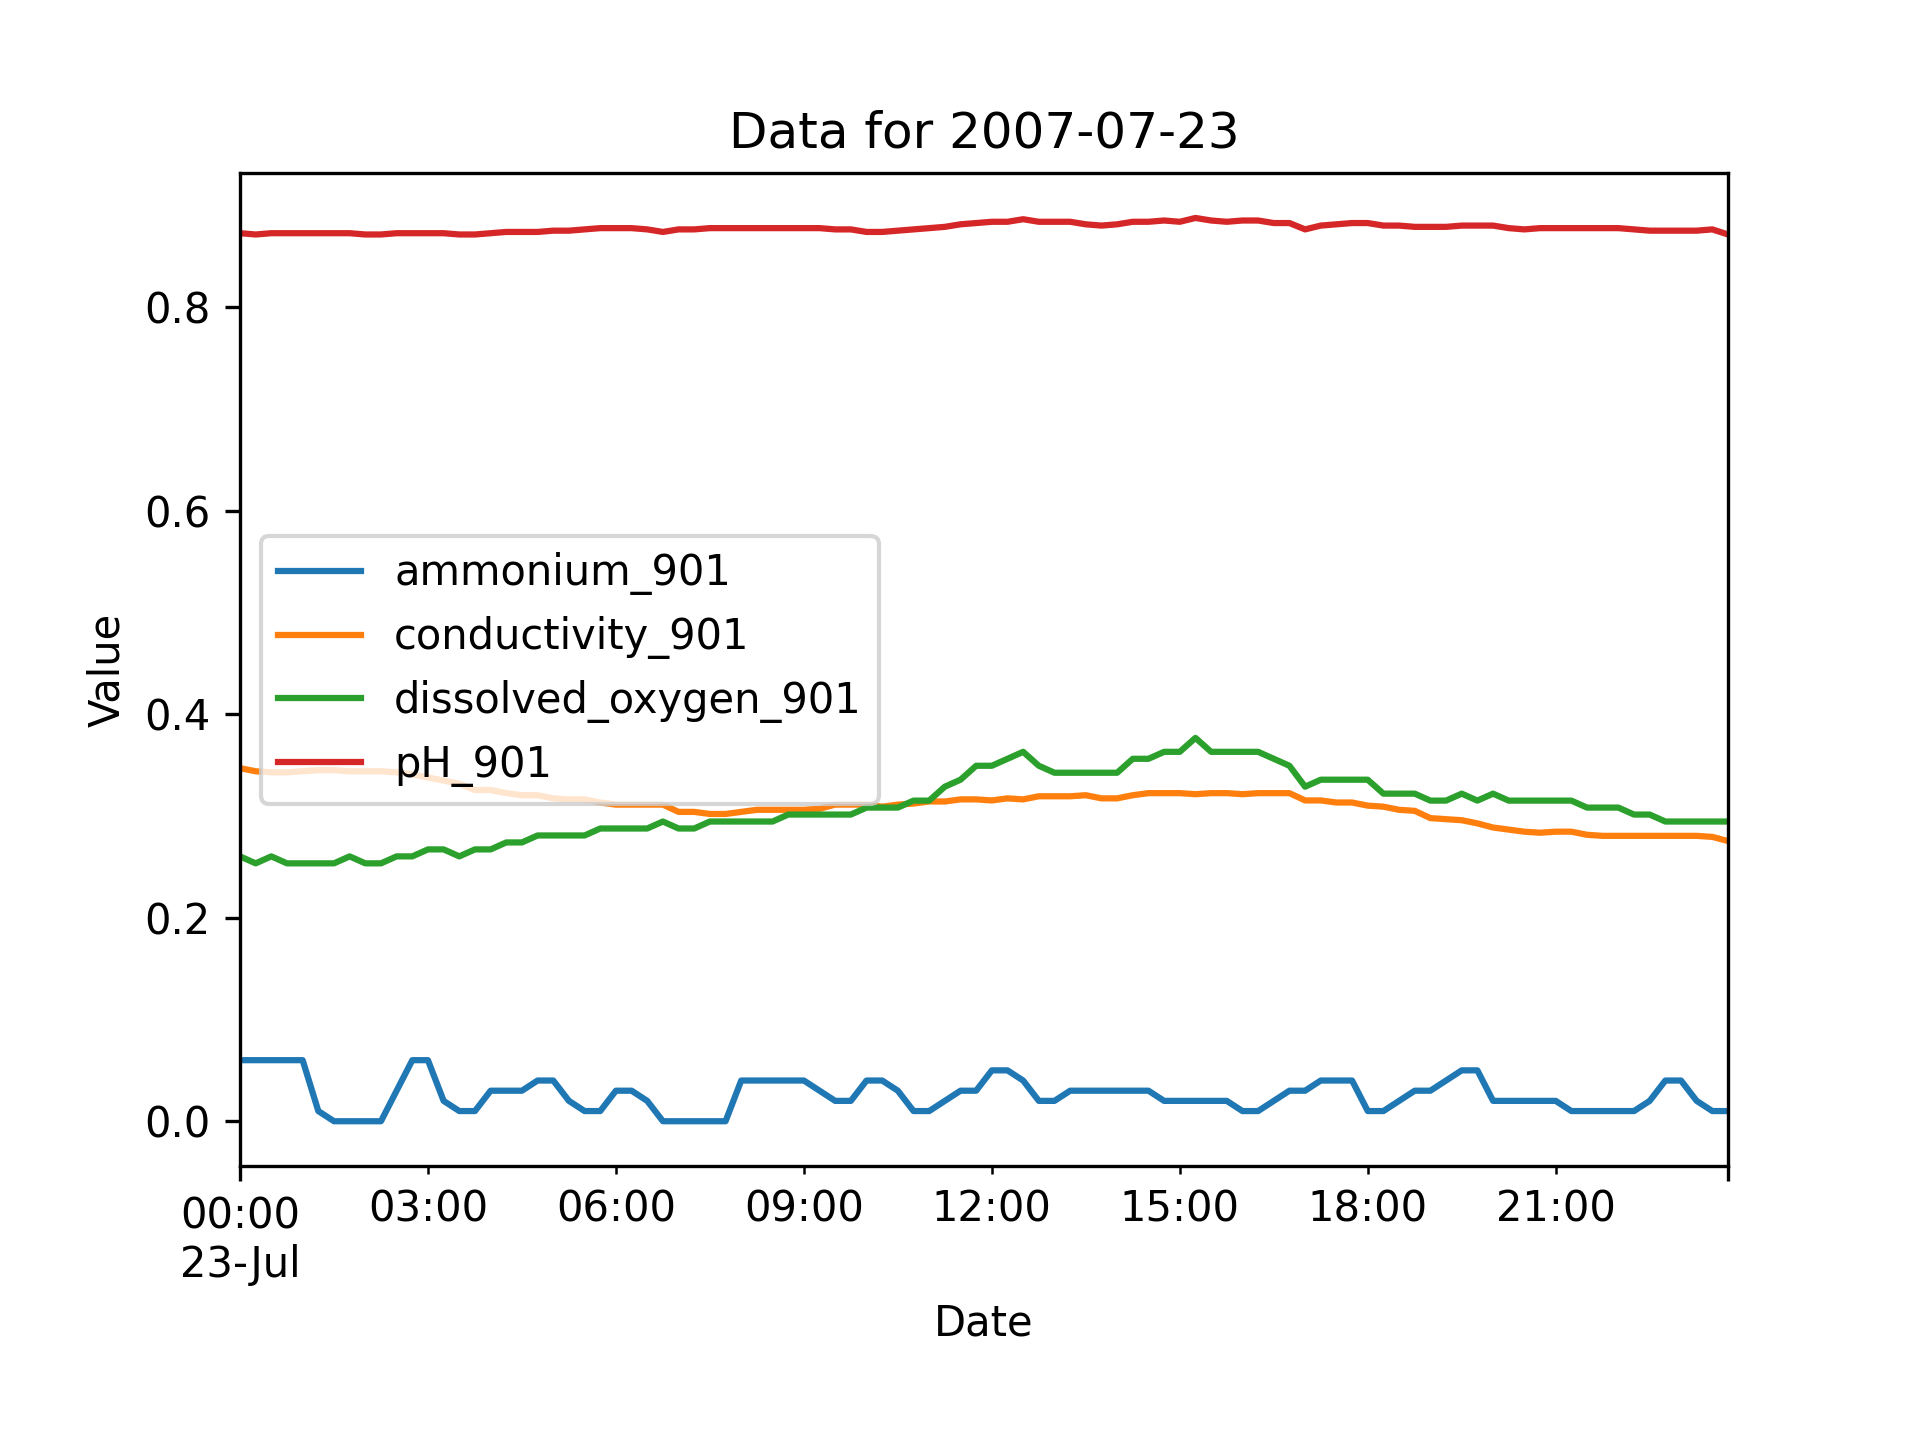 Data for 2007-07-23
Value
0.8
0.6
0.4
0.2
0.0
ammonium_901
conductivity_901
dissolved_oxygen_901
pH_901
00:00 03:00 06:00 09:00 12:00 15:00 18:00 21:00
23-Jul
Date